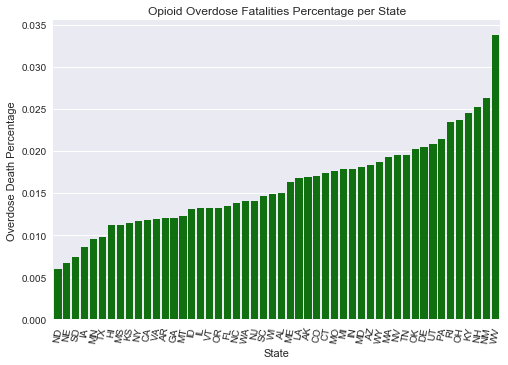 Opioid Overdose Fatalities Percentage per State
0.035
0.030
0.025
0.020
0.015
0.010
0.005
0.000
Overdose Death Percentage
ND NE SD IA MN TX HI MS KS NY CA VA AR GA MT ID IL VT OR FL NC WA NJ SC WI AL ME LA AK CO CT MO MI IN MD AZ WY MA NV TN OK DE UT PA RI OH KY NH NM WV
State